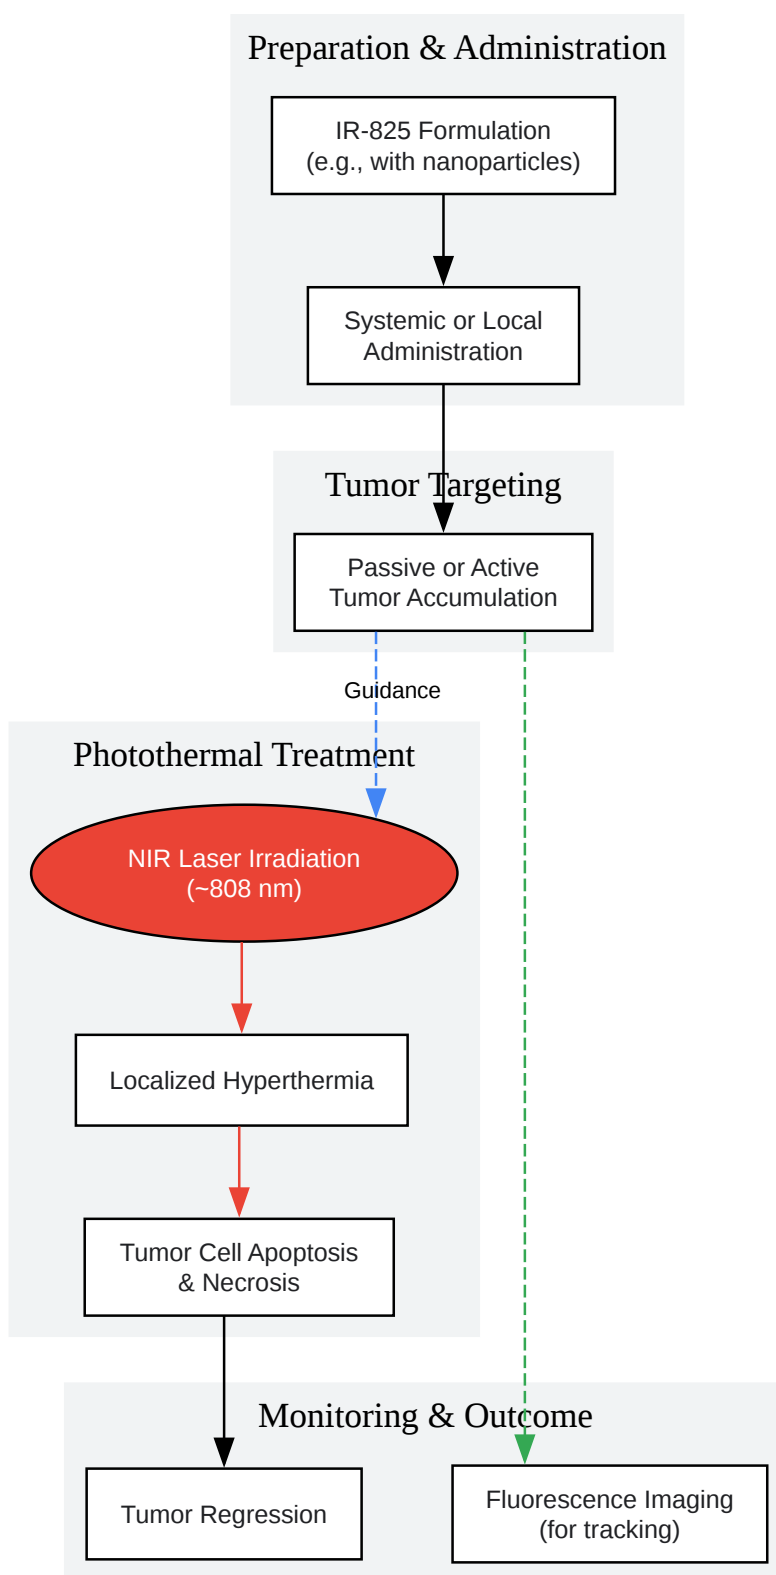 Preparation & Administration
IR-825 Formulation
(e.g., with nanoparticles)
Systemic or Local
Administration
Tumor Targeting
Passive or Active
Tumor Accumulation
Guidance
Photothermal Treatment
NIR Laser Irradiation
(~808 nm)
Localized Hyperthermia
Tumor Cell Apoptosis
& Necrosis
Monitoring & Outcome
Tumor Regression
Fluorescence Imaging
(for tracking)